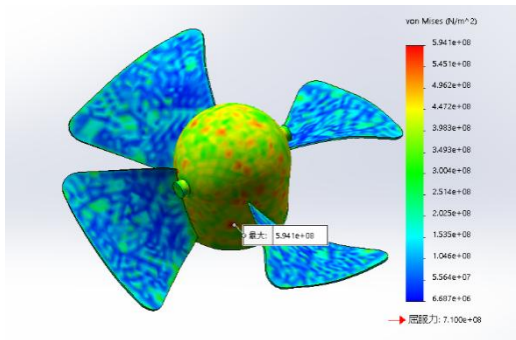 von Mises (N/m^2)
5.941e+08
5.451e+08
4.962e+08
4.472e+08
3.983e+08
3.493e+08
3.004e+08
2.514e+08
2.025e+08
1.535e+08
1.046e+08
5.564e+07
6.687e+06
屈服力: 7.100e+08
最大: 5.941e+08